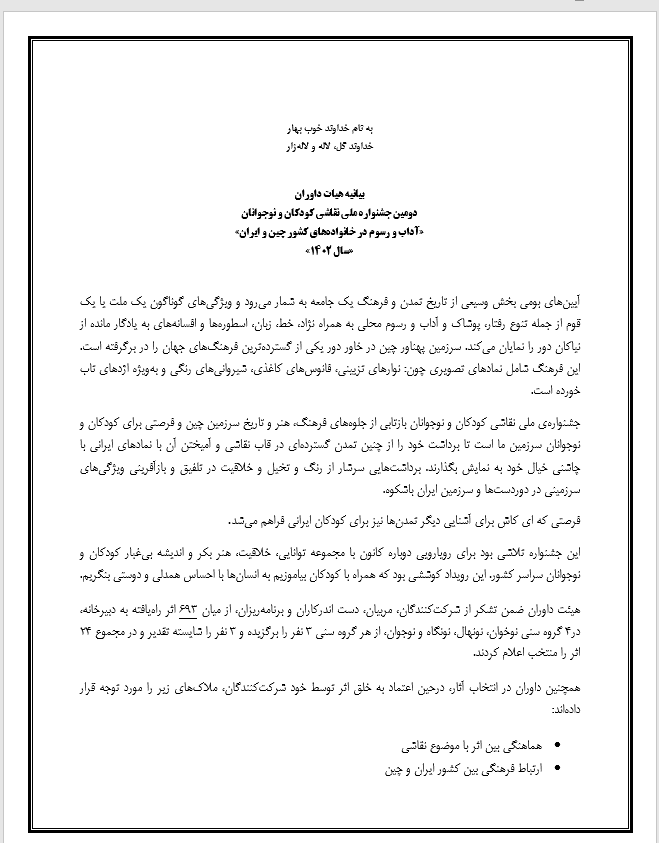 به نام خداوند خوب بهار
خداوند گل، لاله و لاله‌زار
بیانیه هیات داوران
دومین جشنواره ملی نقاشی کودکان و نوجوانان
«آداب و رسوم در خانواده‌های کشور چین و ایران»
«سال ۱۴۰۲»
آیین‌های بومی بخش وسیعی از تاریخ تمدن و فرهنگ یک جامعه به شمار می‌رود و ویژگی‌های گوناگون یک ملت یا یک
قوم از جمله تنوع رفتار، پوشاک و آداب و رسوم محلی به همراه نژاد، خط، زبان، اسطوره‌ها و افسانه‌های به یادگار مانده از
نیاکان دور را نمایان می‌کند. سرزمین پهناور چین در خاور دور یکی از گسترده‌ترین فرهنگ‌های جهان را در برگرفته است.
این فرهنگ شامل نمادهای تصویری چون: نوارهای تزیینی، فانوس‌های کاغذی، شیروانی‌های رنگی و به‌ویژه اژدهای تاب
خورده است.
جشنواره‌ی ملی نقاشی کودکان و نوجوانان بازتابی از جلوه‌های فرهنگ، هنر و تاریخ سرزمین چین و فرصتی برای کودکان و
نوجوانان سرزمین ما است تا برداشت خود را از چنین تمدن گسترده‌ای در قاب نقاشی و آمیختن آن با نمادهای ایرانی با
چاشنی خیال خود به نمایش بگذارند. برداشت‌هایی سرشار از رنگ و تخیل و خلاقیت در تلفیق و بازآفرینی ویژگی‌های
سرزمینی در دوردست‌ها و سرزمین ایران باشکوه.
فرصتی که ای کاش برای آشنایی دیگر تمدن‌ها نیز برای کودکان ایرانی فراهم می‌شد.
این جشنواره تلاشی بود برای رویارویی دوباره کانون با مجموعه توانایی، خلاقیت، هنر بکر و اندیشه بی‌غبار کودکان و
نوجوانان سراسر کشور. این رویداد کوششی بود که همراه با کودکان بیاموزیم به انسان‌ها با احساس همدلی و دوستی بنگریم.
هیئت داوران ضمن تشکر از شرکت‌کنندگان، مربیان، دست اندرکاران و برنامه‌ریزان، از میان ۶۹۳ اثر راه‌یافته به دبیرخانه،
در۴ گروه سنی نوخوان، نونهال، نونگاه و نوجوان، از هر گروه سنی ۳ نفر را برگزیده و ۳ نفر را شایسته تقدیر و در مجموع ۲۴
اثر را منتخب اعلام کردند.
همچنین داوران در انتخاب آثار، درحین اعتماد به خلق اثر توسط خود شرکت‌کنندگان، ملاک‌های زیر را مورد توجه قرار
داده‌اند:
• هماهنگی بین اثر با موضوع نقاشی
• ارتباط فرهنگی بین کشور ایران و چین